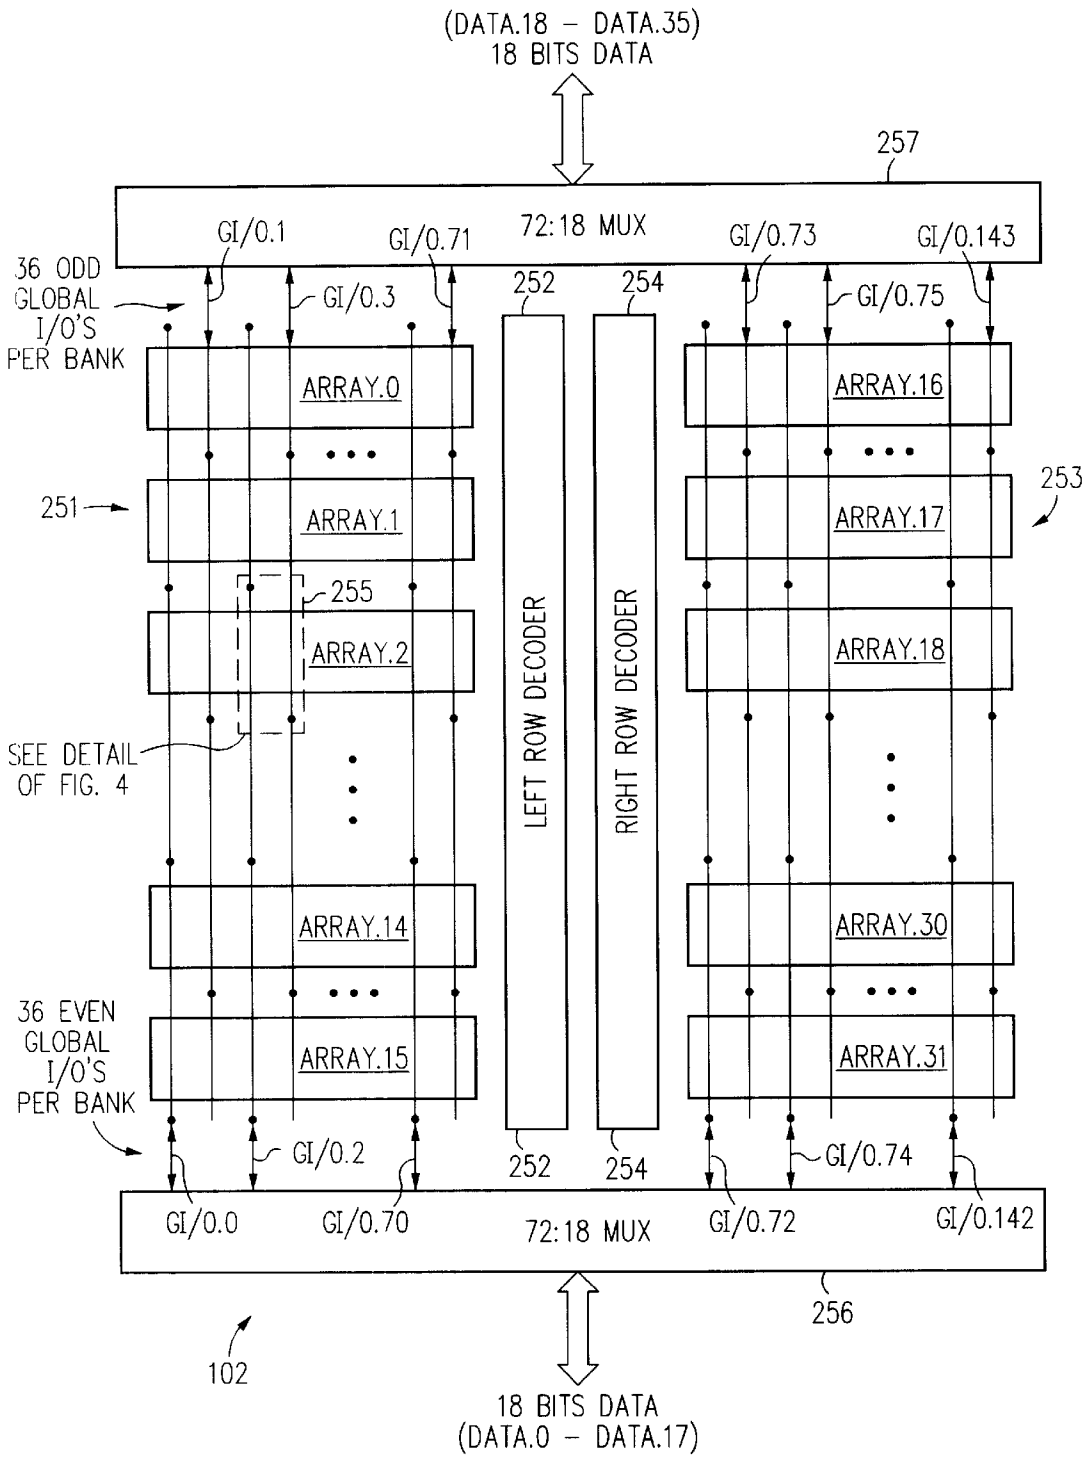 (DATA.18 – DATA.35)
18 BITS DATA
257
72:18 MUX
GI/0.1
GI/0.71
GI/0.73
GI/0.143
36 ODD
GLOBAL
I/O'S
PER BANK
GI/0.3
252
254
GI/0.75
ARRAY.0
ARRAY.16
251
ARRAY.1
ARRAY.17
253
255
ARRAY.2
ARRAY.18
LEFT ROW DECODER
RIGHT ROW DECODER
SEE DETAIL
OF FIG. 4
ARRAY.14
ARRAY.30
36 EVEN
GLOBAL
I/O'S
PER BANK
ARRAY.15
ARRAY.31
GI/0.2
252
254
GI/0.74
GI/0.0
GI/0.70
72:18 MUX
GI/0.72
GI/0.142
256
102
18 BITS DATA
(DATA.0 – DATA.17)